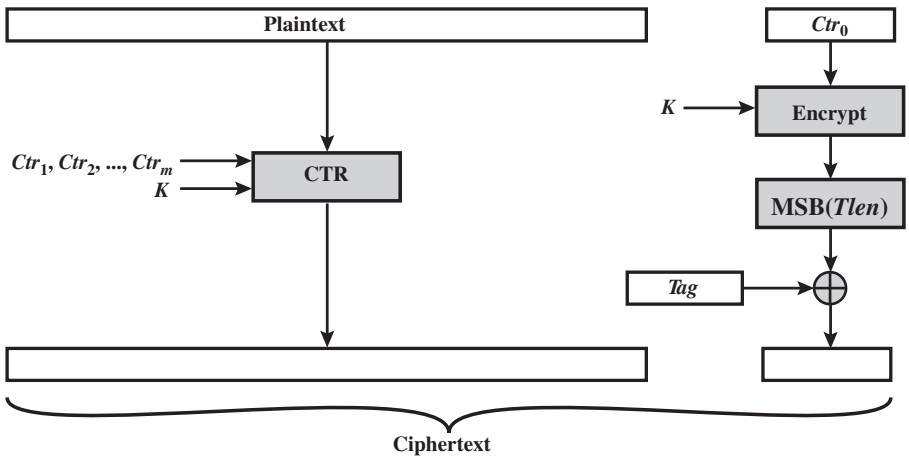 Plaintext
Ctr0
K
Encrypt
Ctr1, Ctr2, ..., Ctrm
K
CTR
MSB(Tlen)
Tag
Ciphertext